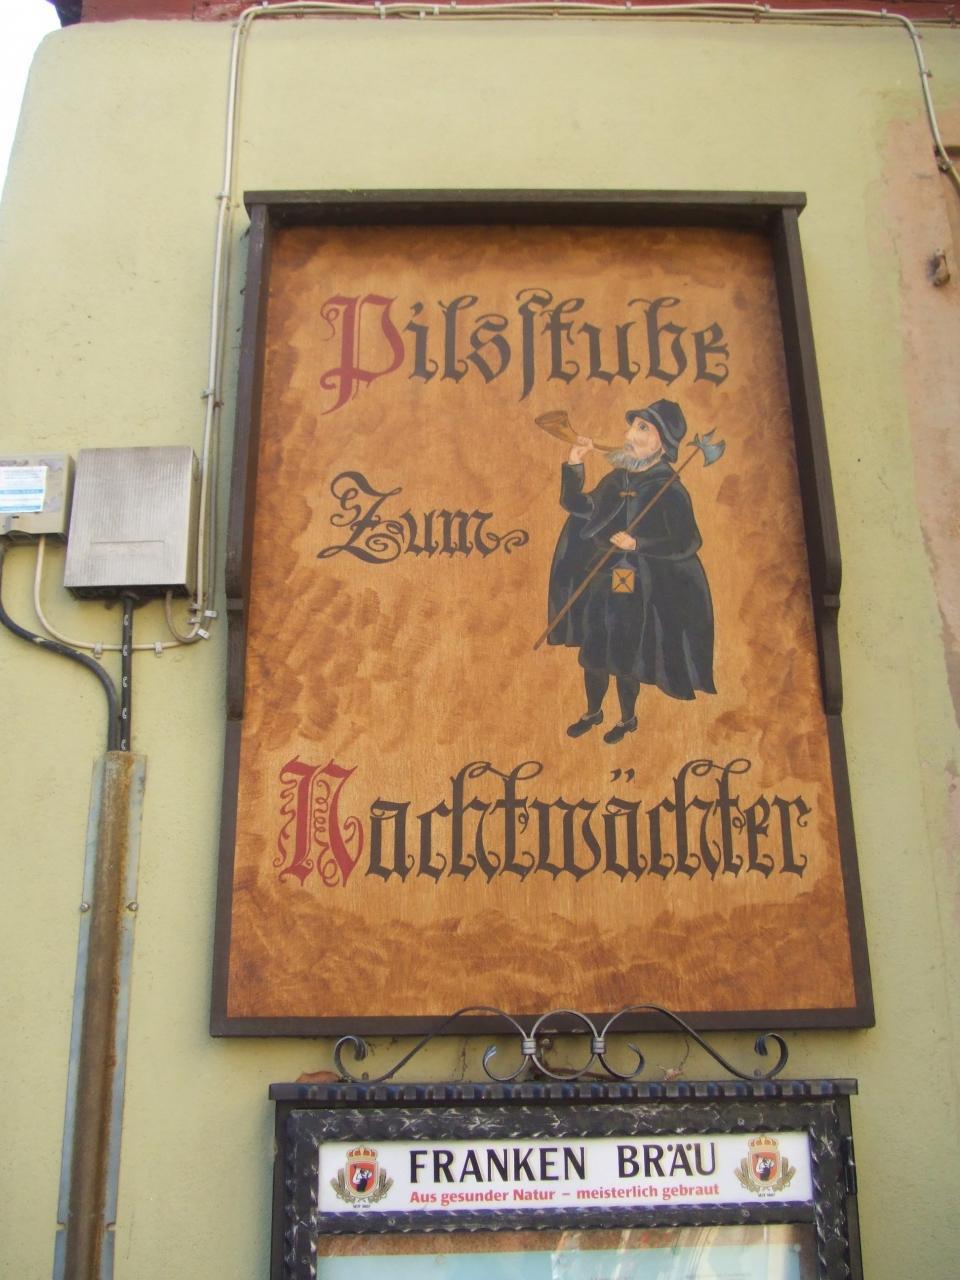 Pilsstube
Zum
Nachtwächter
FRANKEN BRÄU
Aus gesunder Natur – meisterlich gebraut